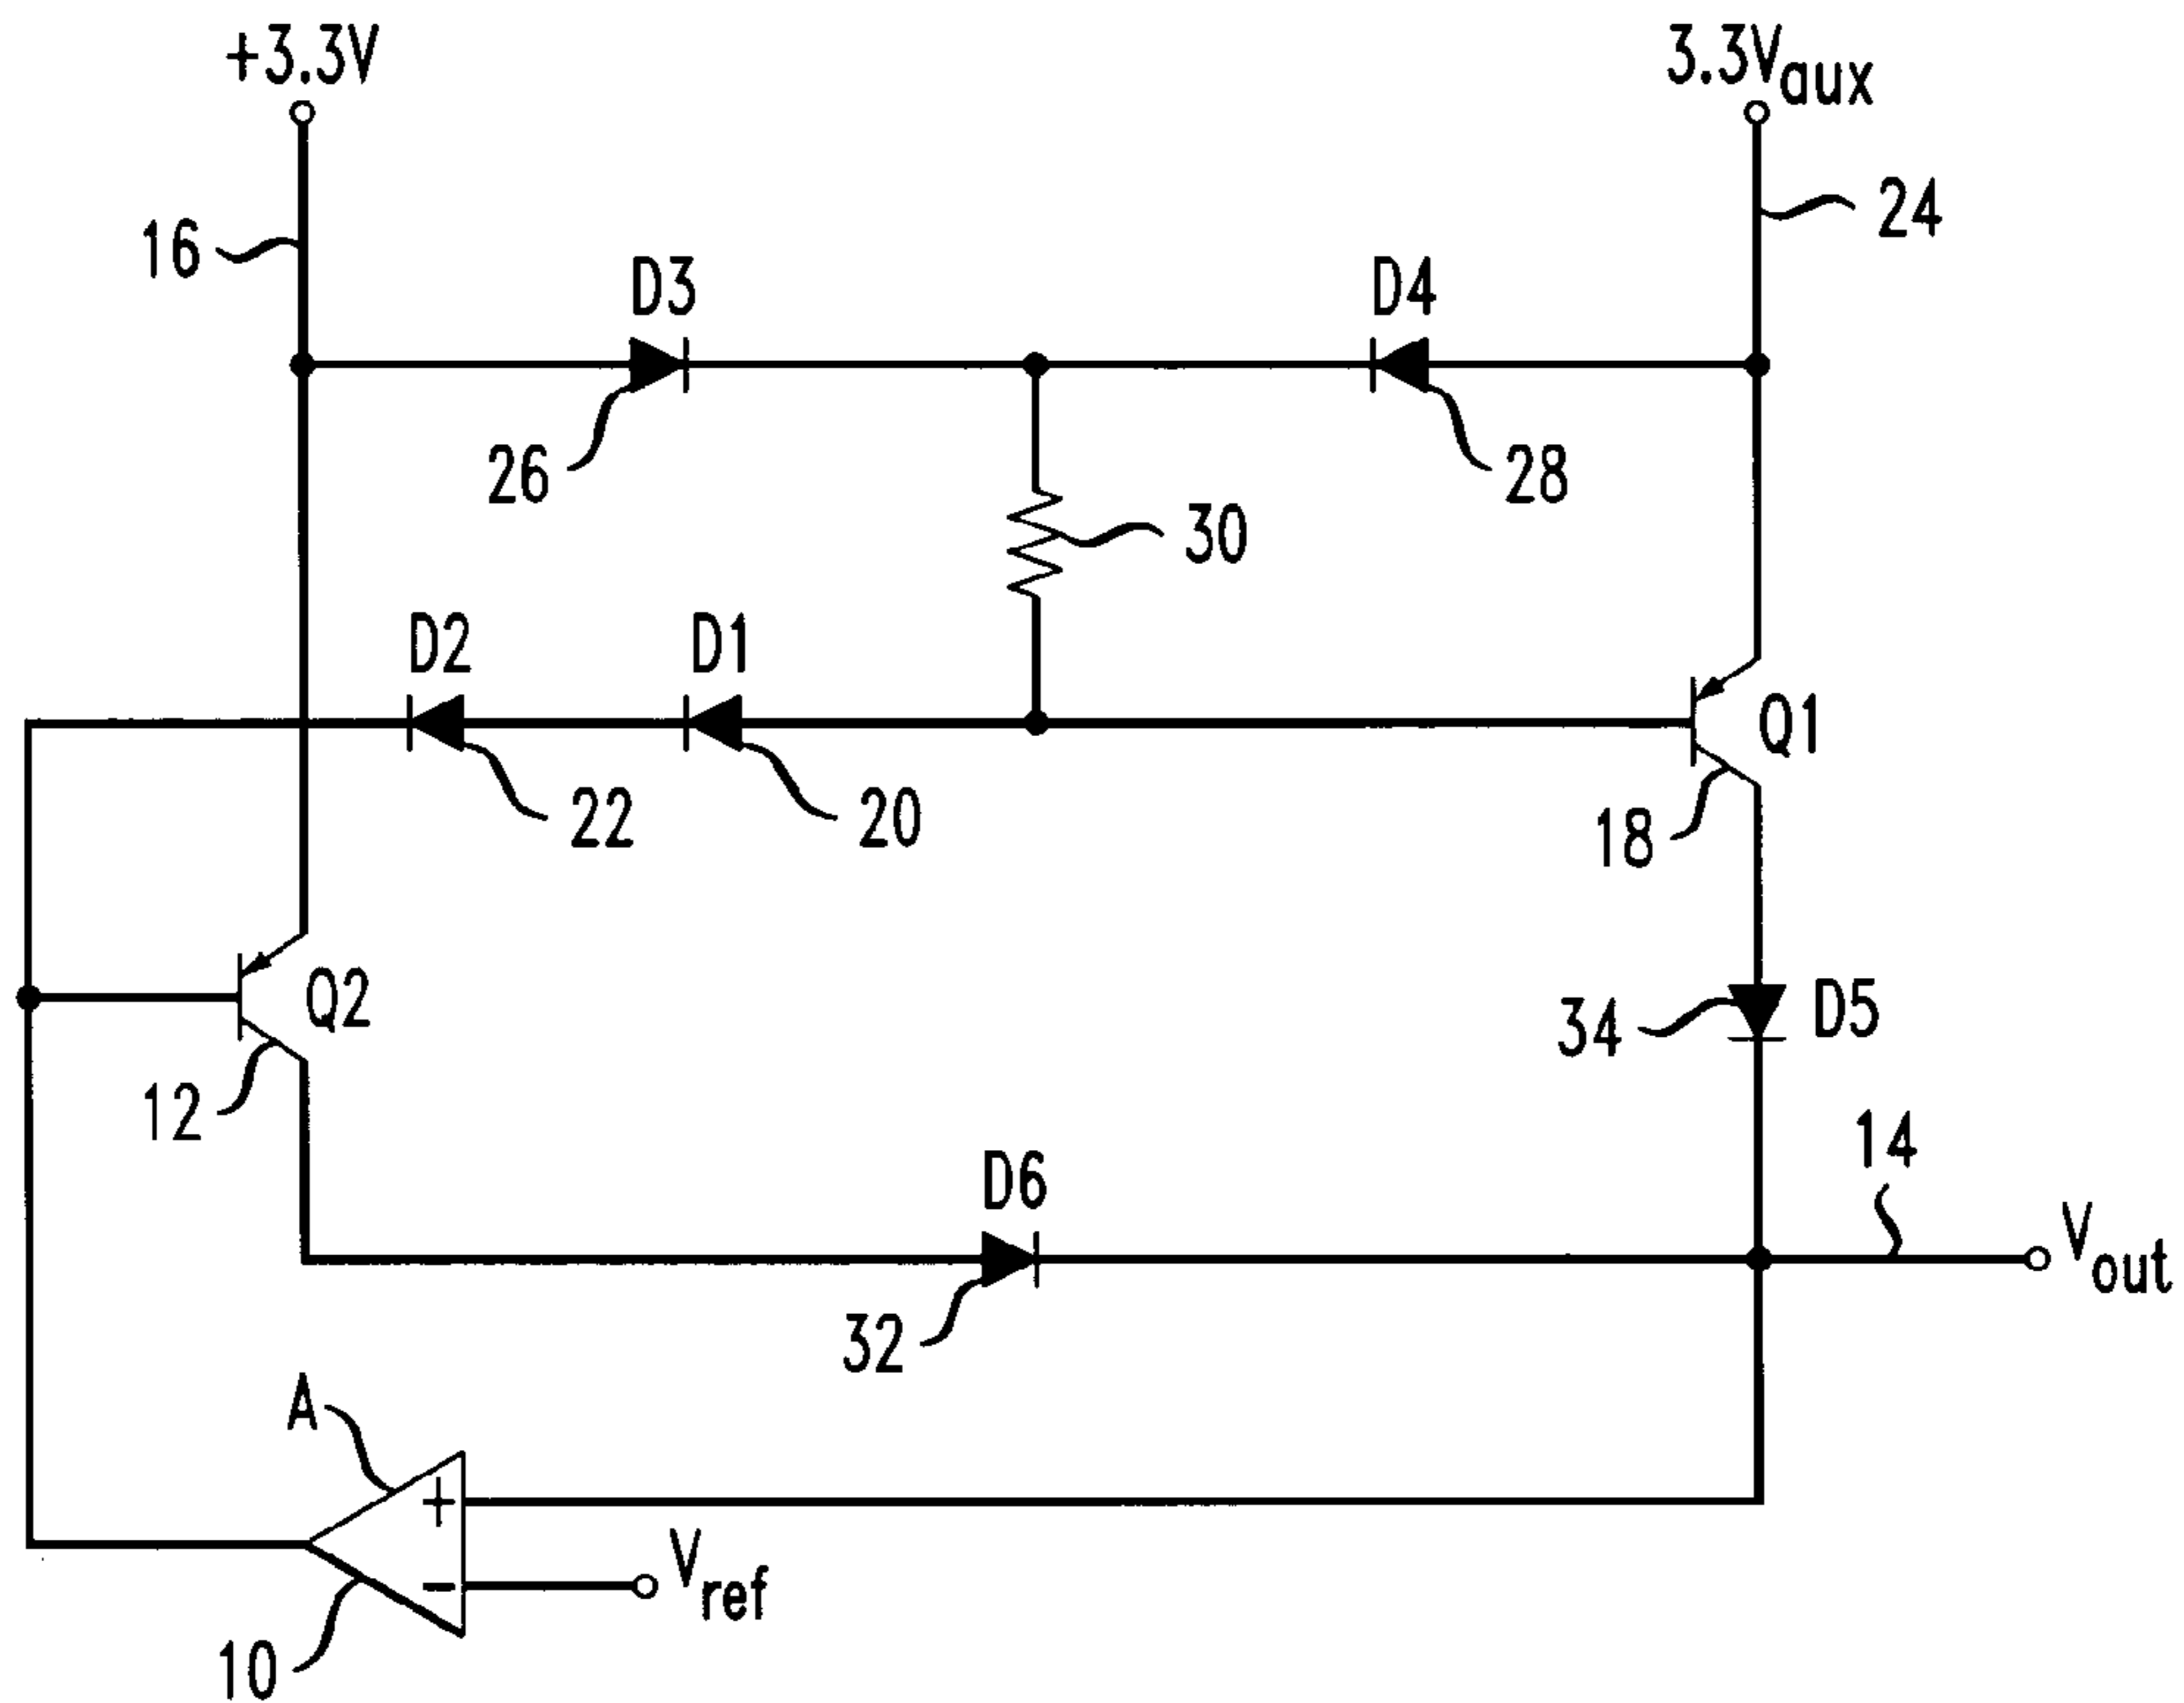 +3.3V
3.3Vaux
16
24
D3
D4
26
28
30
D2
D1
Q1
22
20
18
Q2
34
D5
12
14
D6
Vout
32
A
+
Vref
−
10